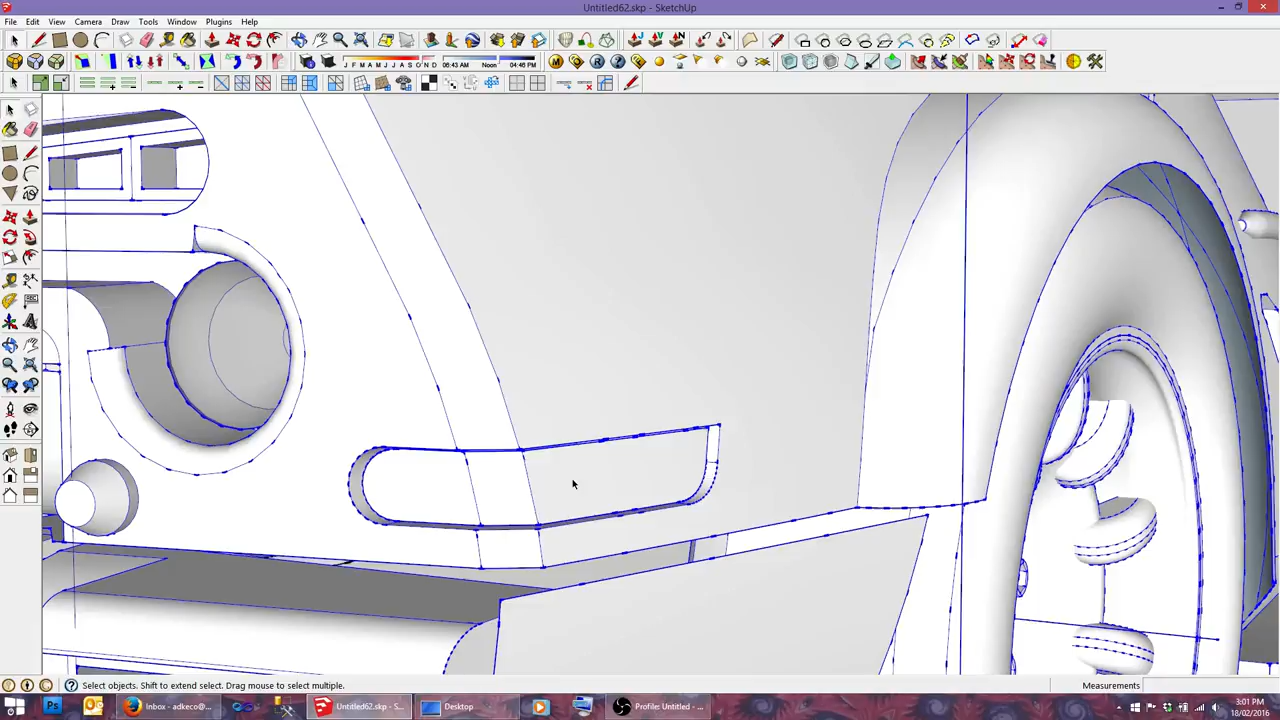 Untitled62.skp - SketchUp
File Edit View Camera Draw Tools Window Plugins Help
J F M A M J J A S O N D 06:43 AM Noon 04:46 PM
Select objects. Shift to extend select. Drag mouse to select multiple.
Measurements
Inbox - adkeco@...
Untitled62.skp - S...
Desktop
Profile: Untitled - ...
3:01 PM
18/02/2016